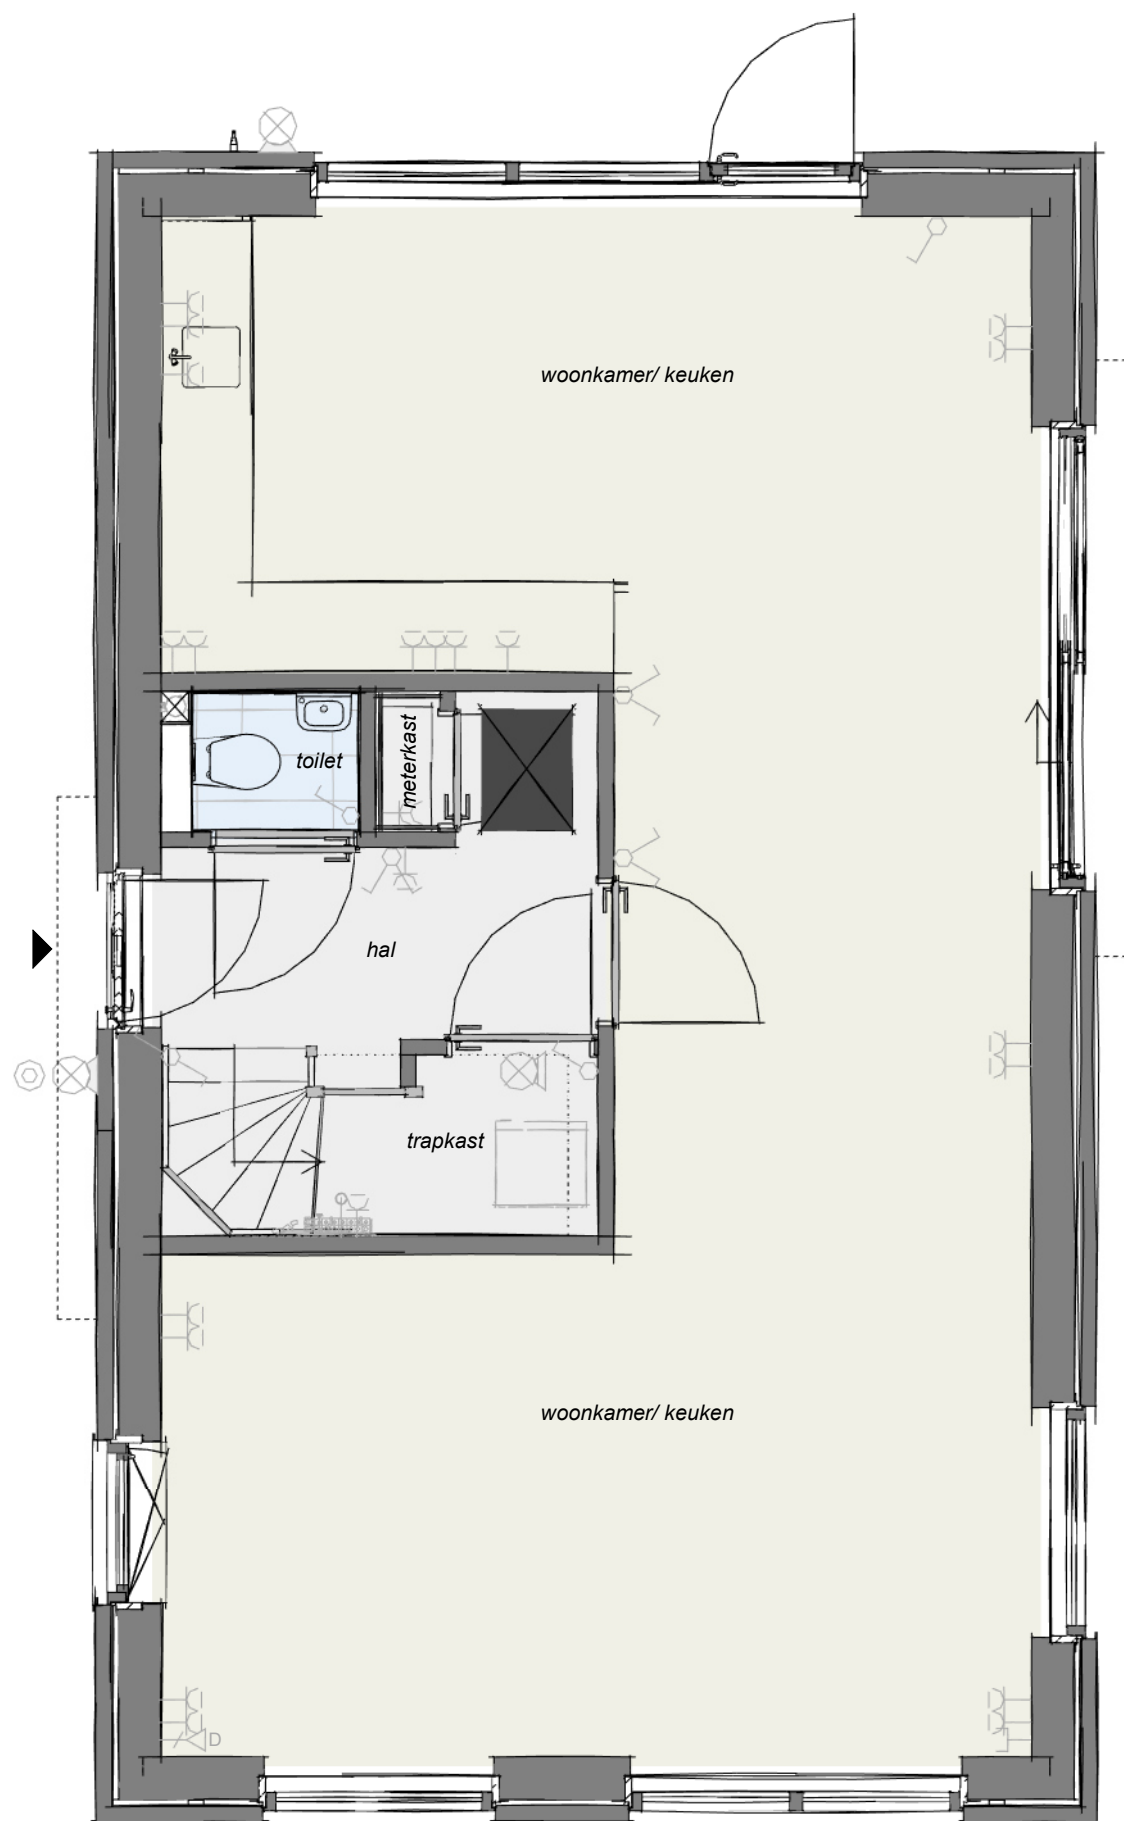 woonkamer/ keuken
toilet
meterkast
hal
trapkast
woonkamer/ keuken
D